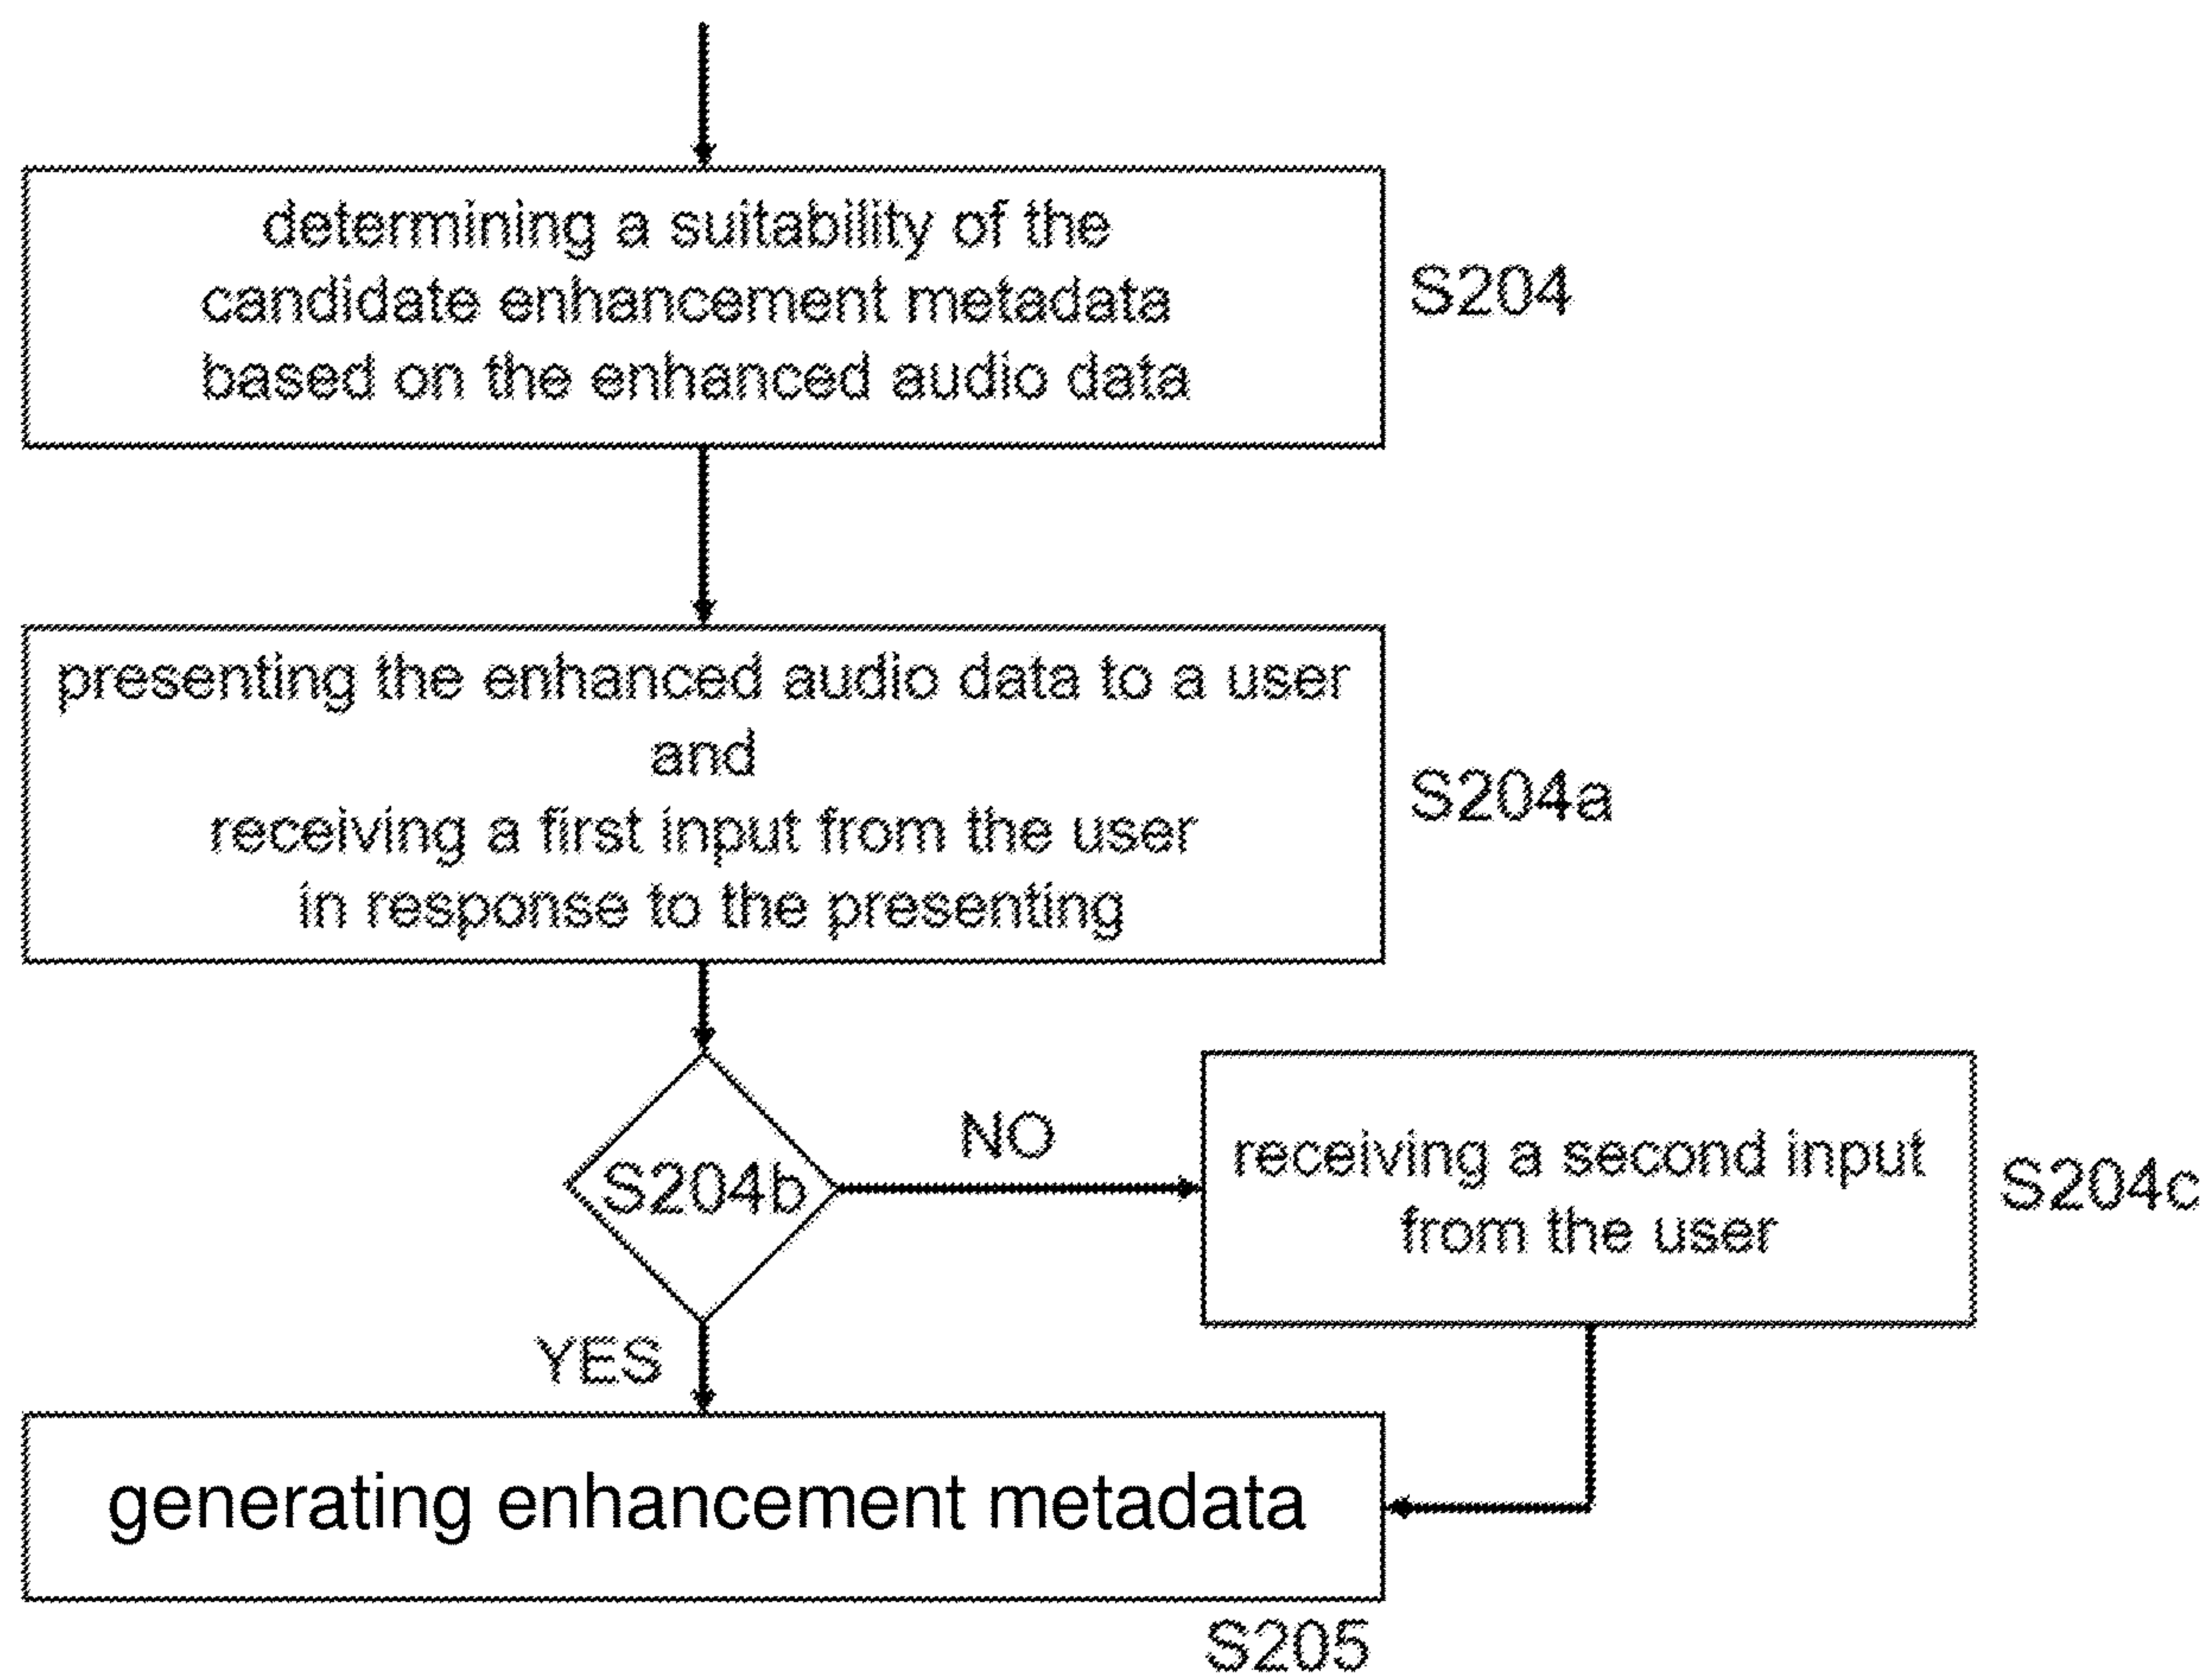 determining a suitability of the
candidate enhancement metadata
based on the enhanced audio data
S204
presenting the enhanced audio data to a user
and
receiving a first input from the user
in response to the presenting
S204a
S204b
NO
receiving a second input
from the user
S204c
YES
generating enhancement metadata
S205